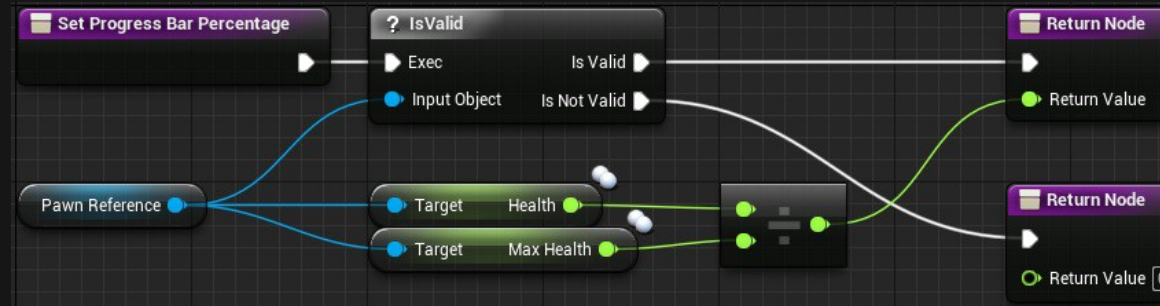 Set Progress Bar Percentage
? IsValid
Exec
Is Valid
Input Object
Is Not Valid
Return Node
Return Value
Pawn Reference
Target
Health
Target
Max Health
÷
Return Node
Return Value